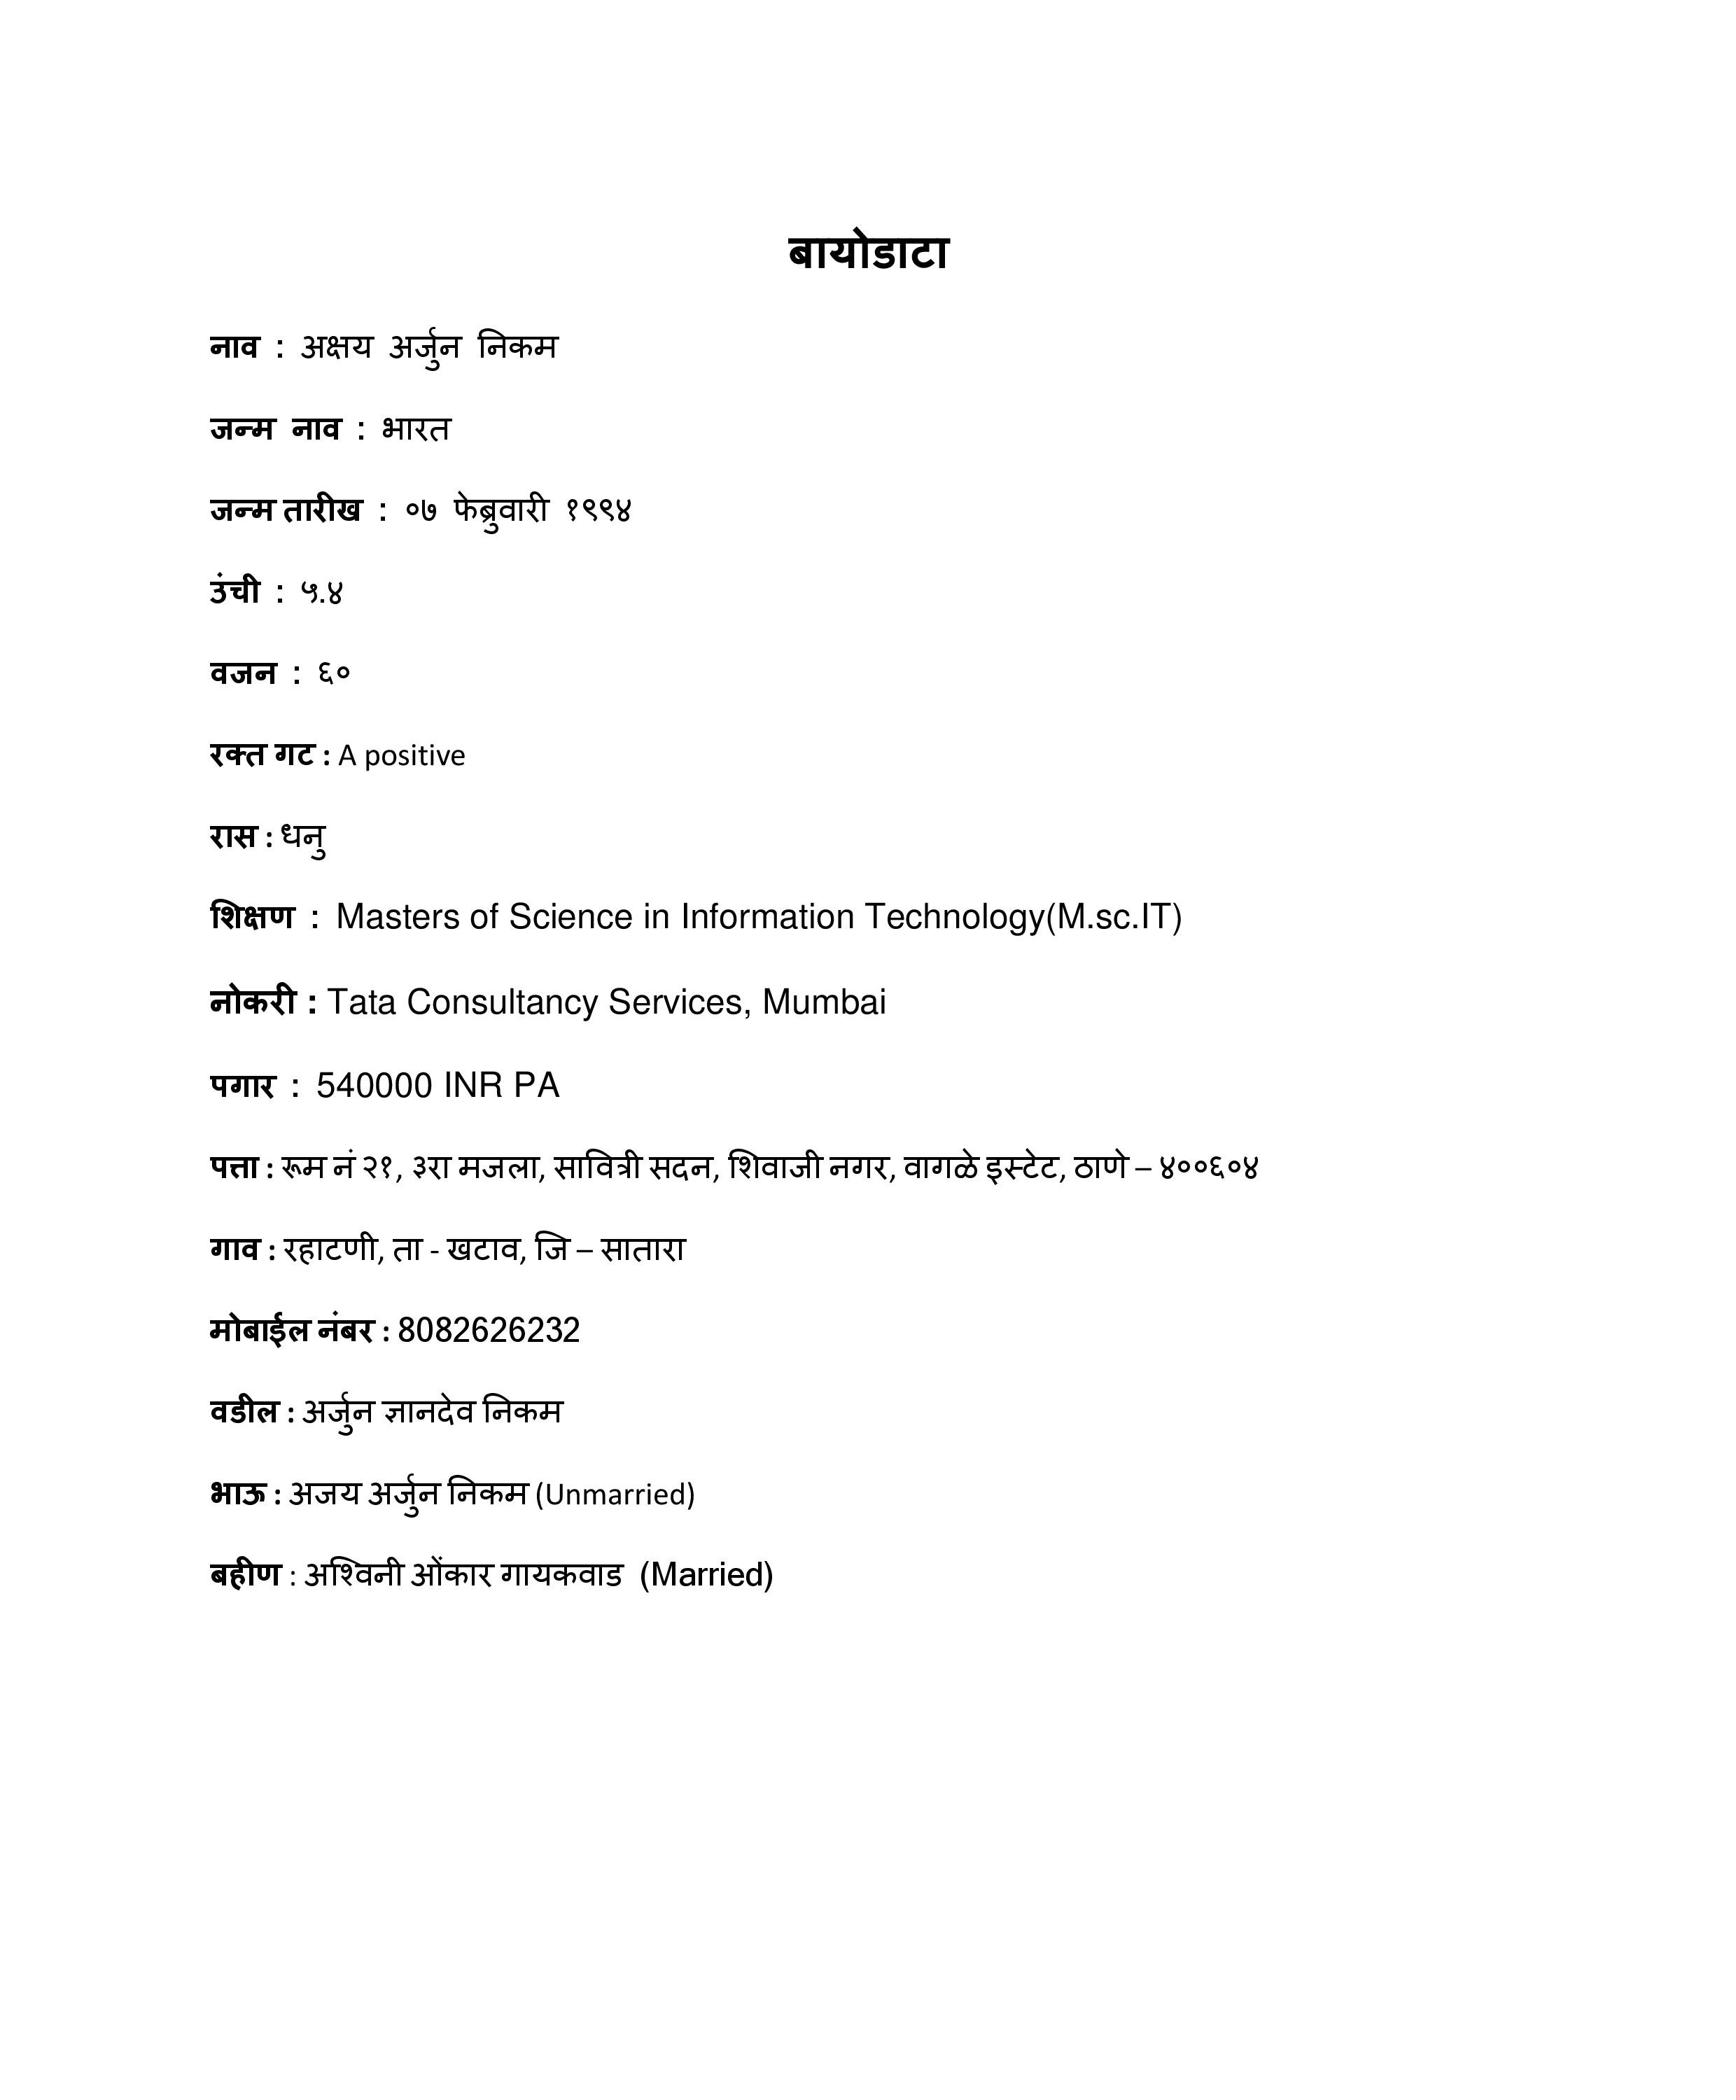 बायोडाटा
नाव : अक्षय अर्जुन निकम
जन्म नाव : भारत
जन्म तारीख : ०७ फेब्रुवारी १९९४
उंची : ५.४
वजन : ६०
रक्त गट : A positive
रास : धनु
शिक्षण : Masters of Science in Information Technology(M.sc.IT)
नोकरी : Tata Consultancy Services, Mumbai
पगार : 540000 INR PA
पत्ता : रूम नं २१, ३रा मजला, सावित्री सदन, शिवाजी नगर, वागळे इस्टेट, ठाणे – ४००६०४
गाव : रहाटणी, ता - खटाव, जि – सातारा
मोबाईल नंबर : 8082626232
वडील : अर्जुन ज्ञानदेव निकम
भाऊ : अजय अर्जुन निकम (Unmarried)
बहीण : अश्विनी ओंकार गायकवाड (Married)